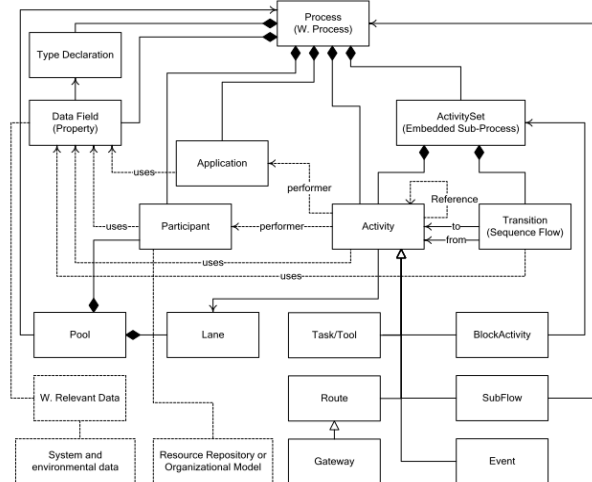 Process
(W. Process)
Type Declaration
Data Field
(Property)
ActivitySet
(Embedded Sub-Process)
Application
uses
performer
Reference
Participant
uses
performer
Activity
to
from
Transition
(Sequence Flow)
uses
uses
Pool
Lane
Task/Tool
BlockActivity
W. Relevant Data
Route
SubFlow
System and
environmental data
Resource Repository or
Organizational Model
Gateway
Event